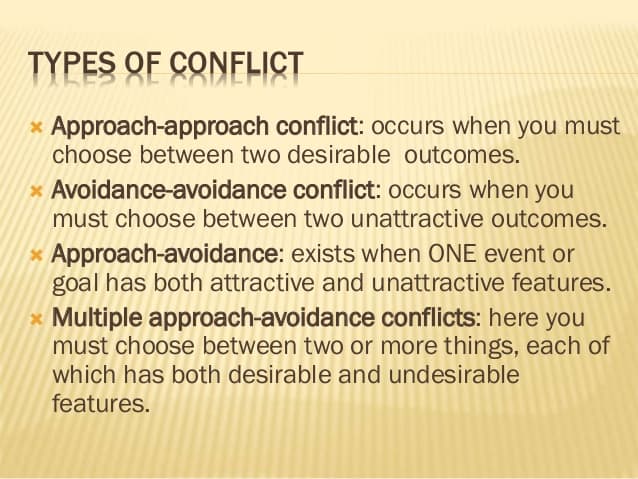 TYPES OF CONFLICT
Approach-approach conflict: occurs when you must
choose between two desirable outcomes.
Avoidance-avoidance conflict: occurs when you
must choose between two unattractive outcomes.
Approach-avoidance: exists when ONE event or
goal has both attractive and unattractive features.
Multiple approach-avoidance conflicts: here you
must choose between two or more things, each of
which has both desirable and undesirable
features.